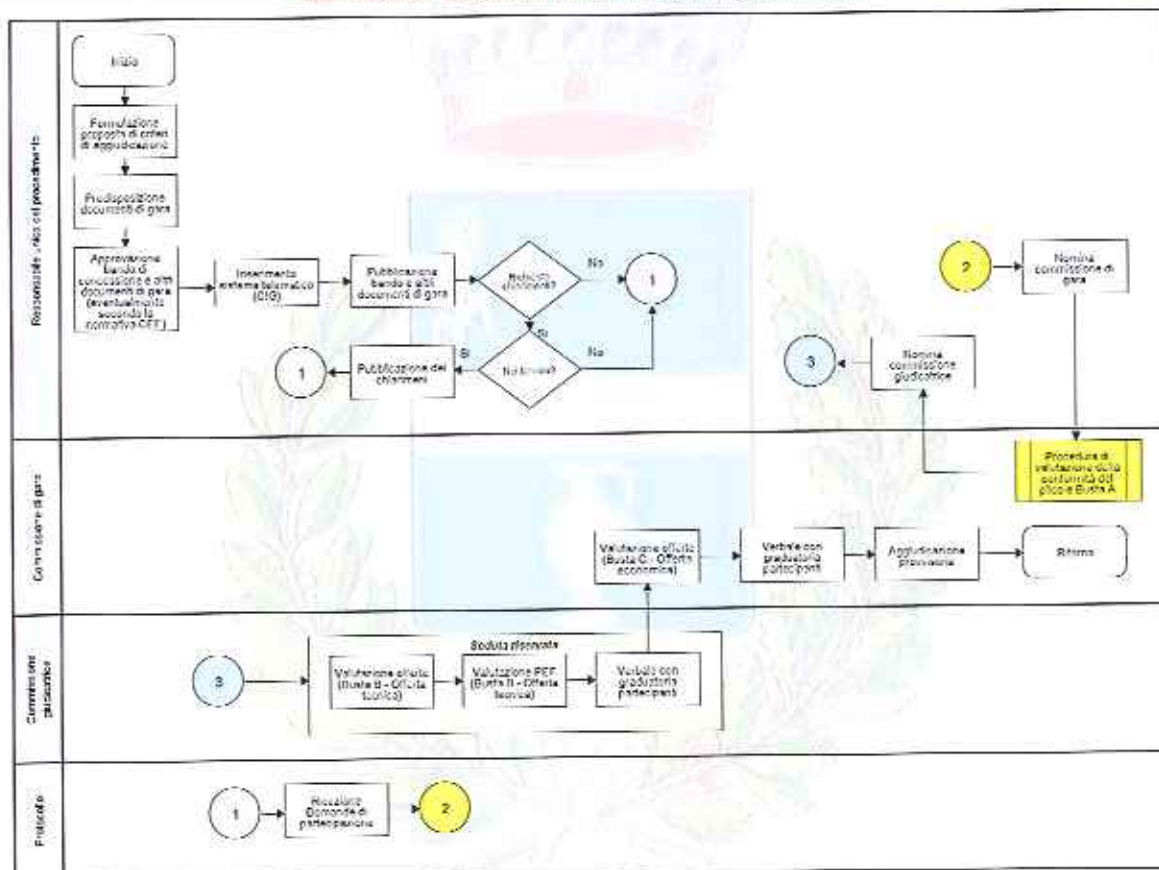 Responsabile unico del procedimento
Inizio
Formulazione
proposta di criteri
di aggiudicazione
Predisposizione
documenti di gara
Approvazione
bando di
concessione e altri
documenti di gara
(eventualmente
secondo la
normativa CEE)
Inserimento
sistema telematico
(CIG)
Pubblicazione
bando e altri
documenti di gara
Richiesta
chiarimenti?
No
1
Si
No
Si
Pubblicazione dei
chiarimenti
1
2
Nomina
commissione di
gara
Nomina
commissione
giudicatrice
3
Commissione di gara
Procedura di
valutazione della
conformità del
plico e Busta A
Valutazione offerte
(Busta C - Offerta
economica)
Verbale con
graduatoria
partecipanti
Aggiudicazione
provvisoria
Ritorno
Commissione
giudicatrice
3
Seduta riservata
Valutazione offerte
(Busta B - Offerta
tecnica)
Valutazione PEF
(Busta B - Offerta
tecnica)
Verbale con
graduatoria
partecipanti
Protocollo
1
Ricezione
Domande di
partecipazione
2